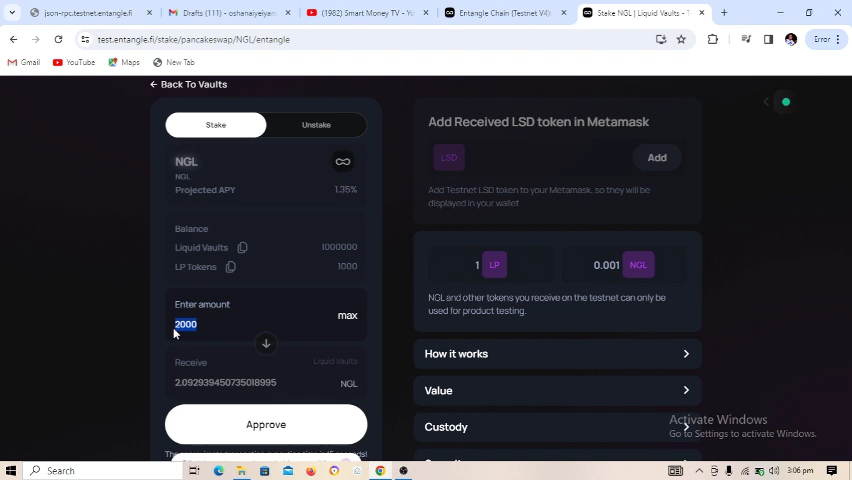 json-rpc.testnet.entangle.fi
Drafts (111) - oshanaiyeiyam
(1982) Smart Money TV - Yo
Entangle Chain (Testnet V4):
Stake NGL | Liquid Vaults - T
test.entangle.fi/stake/pancakeswap/NGL/entangle
Error
Gmail
YouTube
Maps
New Tab
Back To Vaults
Stake
Unstake
NGL
NGL
Projected APY
1.35%
Balance
Liquid Vaults
1000000
LP Tokens
1000
Enter amount
2000
max
Receive
Liquid Vaults
2.092939450735018995
NGL
Approve
Add Received LSD token in Metamask
LSD
Add
Add Testnet LSD token to your Metamask, so they will be
displayed in your wallet
1 LP
0.001 NGL
NGL and other tokens you receive on the testnet can only be
used for product testing.
How it works
Value
Custody
Activate Windows
Go to Settings to activate Windows.
Search
3:06 pm